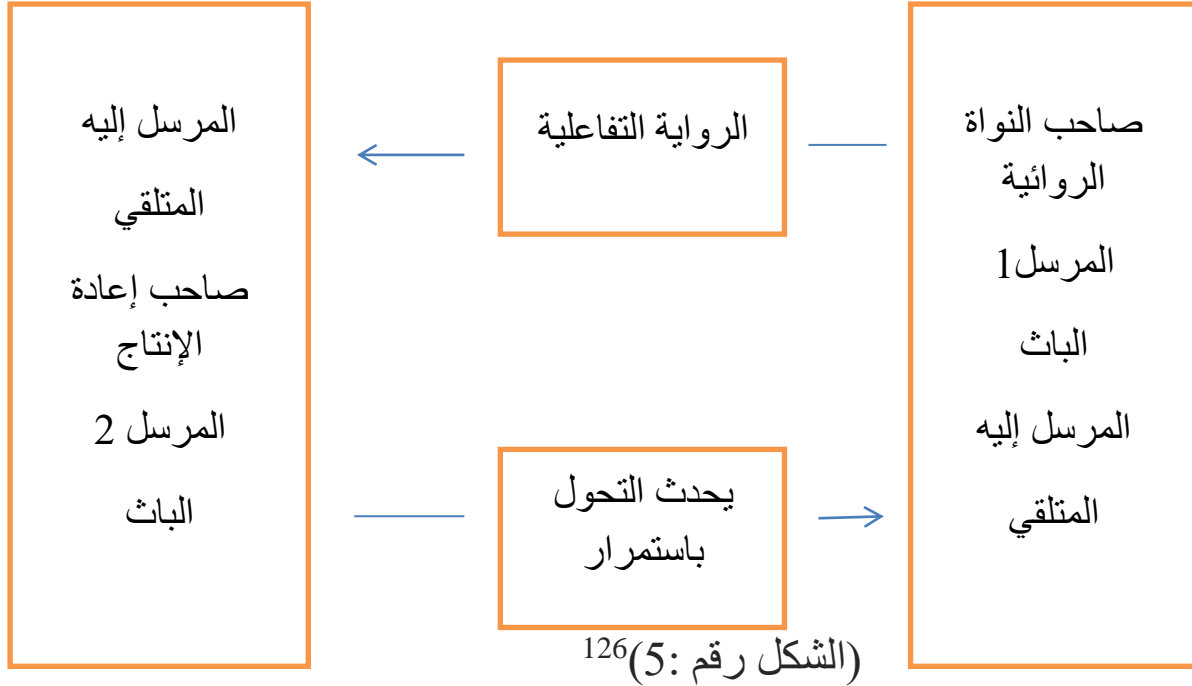 صاحب النواة
الروائية
المرسل1
الباث
المرسل إليه
المتلقي
الرواية التفاعلية
يحدث التحول
باستمرار
المرسل إليه
المتلقي
صاحب إعادة
الإنتاج
المرسل 2
الباث
(الشكل رقم :5)126